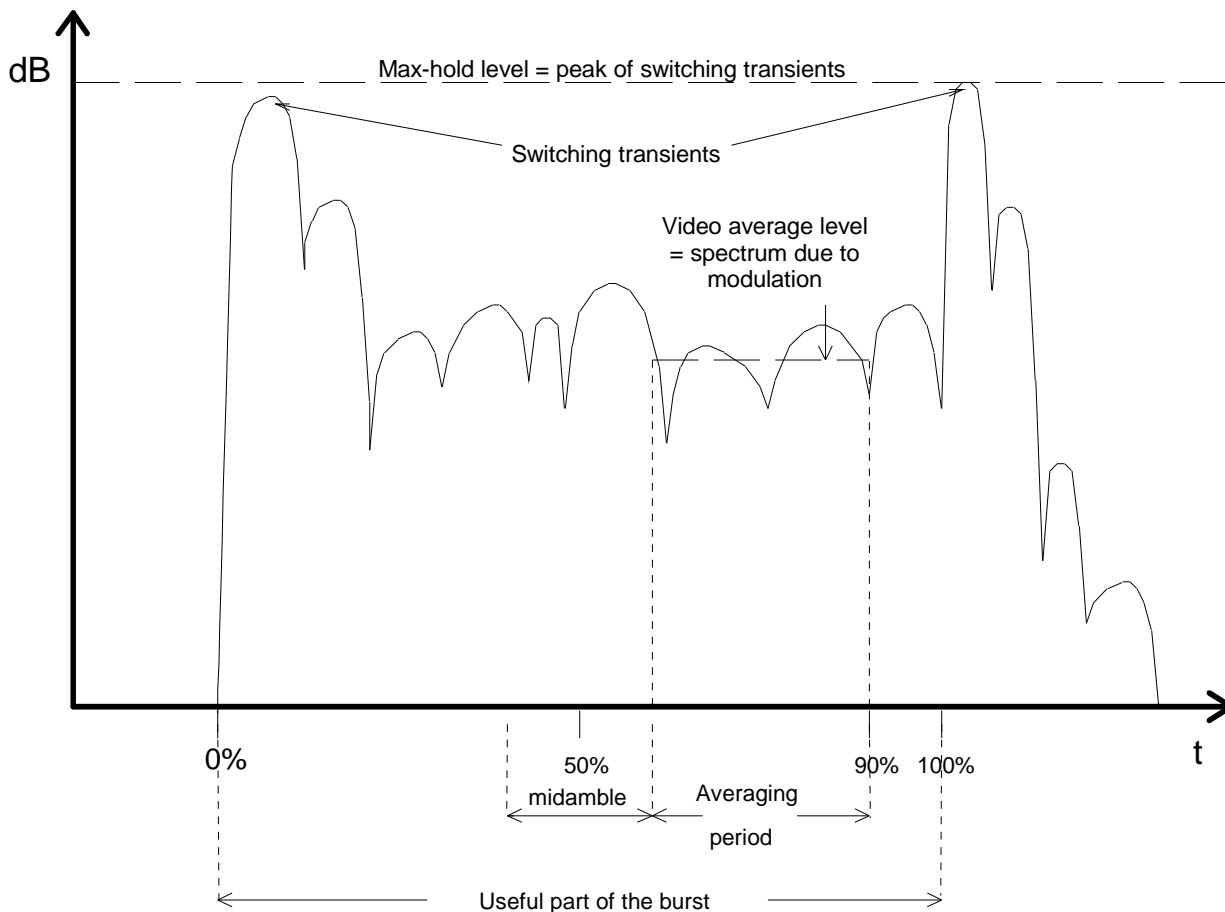 dB
Max-hold level = peak of switching transients
Switching transients
Video average level
= spectrum due to
modulation
0%
50%
90%
100%
t
midamble
Averaging
period
Useful part of the burst